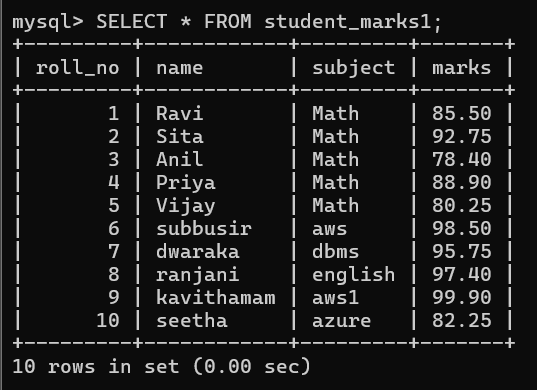 mysql> SELECT * FROM student_marks1;
+---------+------------+---------+-------+
| roll_no | name       | subject | marks |
+---------+------------+---------+-------+
|       1 | Ravi       | Math    | 85.50 |
|       2 | Sita       | Math    | 92.75 |
|       3 | Anil       | Math    | 78.40 |
|       4 | Priya      | Math    | 88.90 |
|       5 | Vijay      | Math    | 80.25 |
|       6 | subbusir   | aws     | 98.50 |
|       7 | dwaraka    | dbms    | 95.75 |
|       8 | ranjani    | english | 97.40 |
|       9 | kavithamam | aws1    | 99.90 |
|      10 | seetha     | azure   | 82.25 |
+---------+------------+---------+-------+
10 rows in set (0.00 sec)